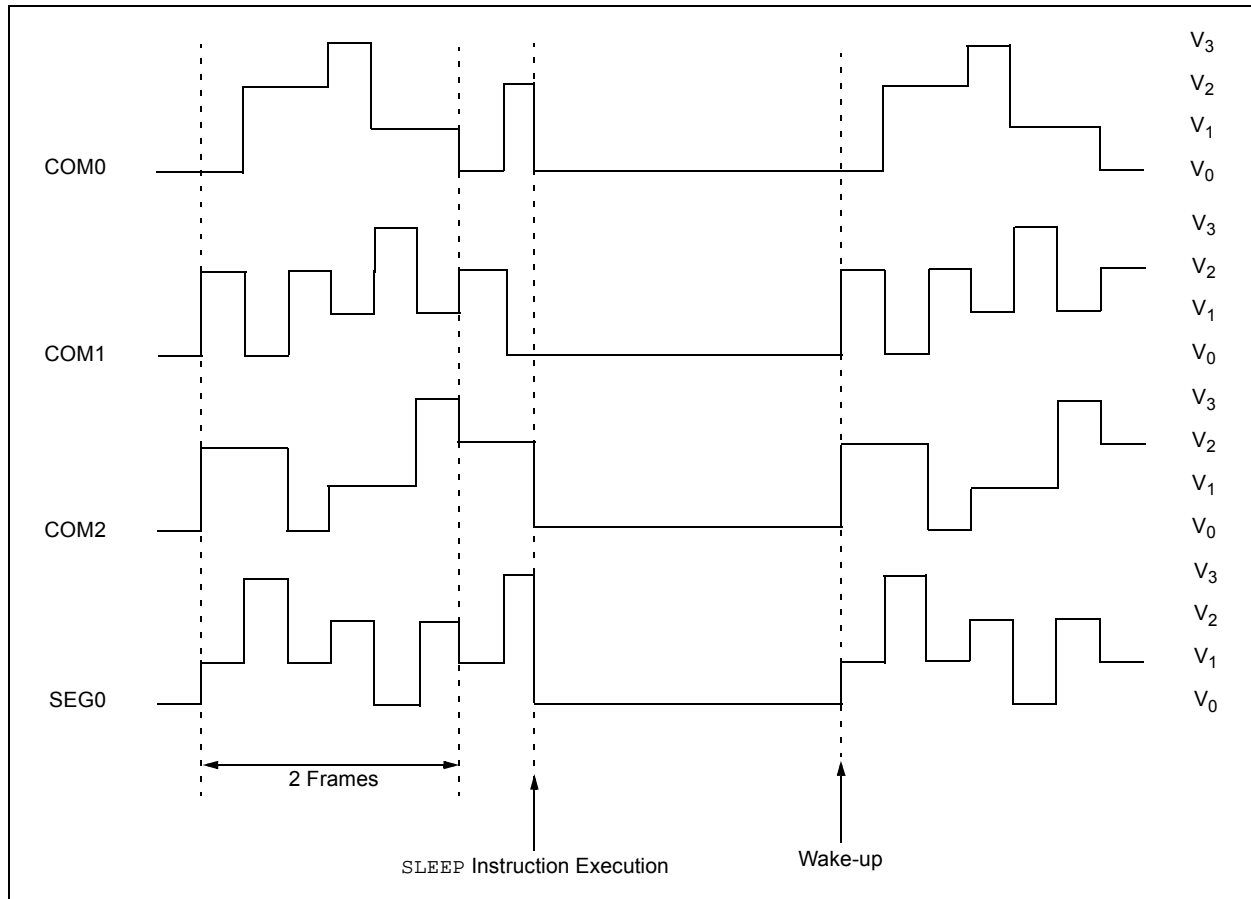 V3
V2
V1
COM0 V0
V3
V2
V1
COM1 V0
V3
V2
V1
COM2 V0
V3
V2
V1
SEG0 V0
2 Frames
SLEEP Instruction Execution Wake-up